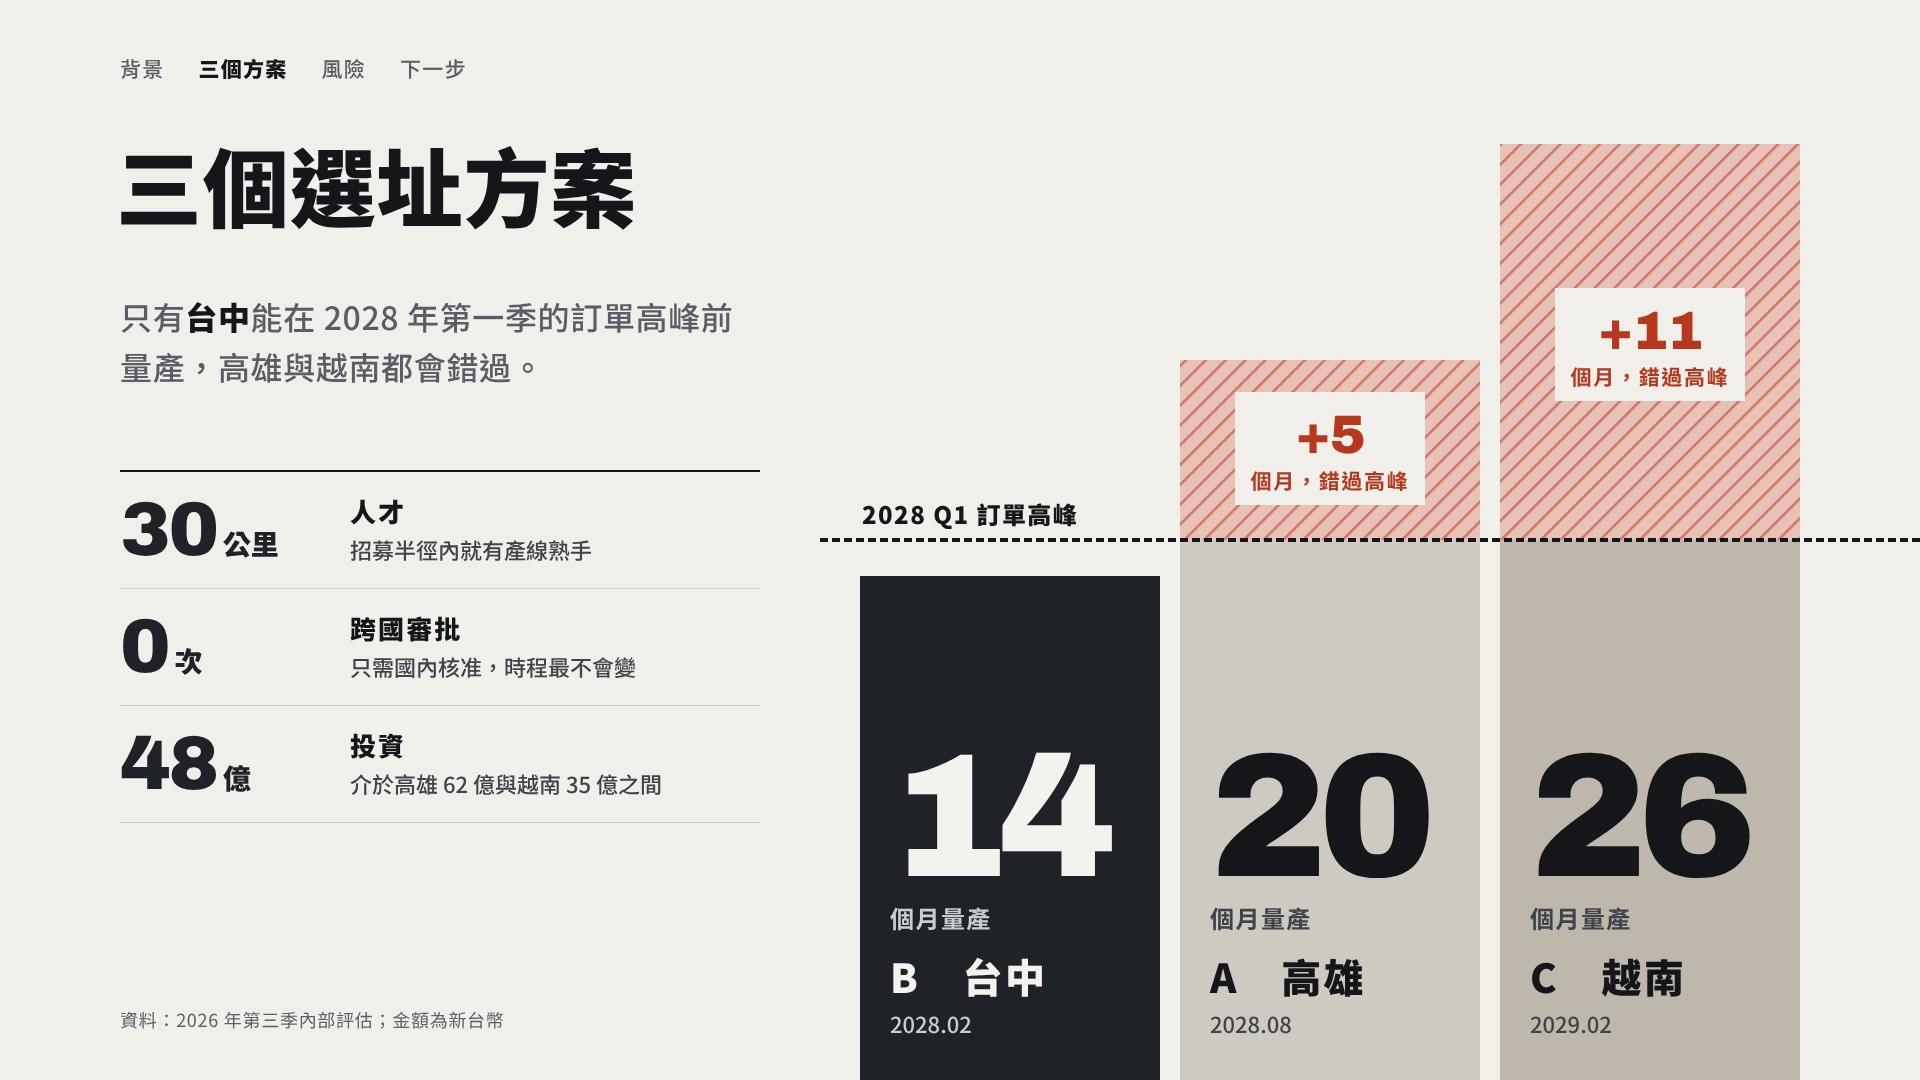 背景 三個方案 風險 下一步
三個選址方案
只有台中能在 2028 年第一季的訂單高峰前
量產，高雄與越南都會錯過。
30 公里
人才
招募半徑內就有產線熟手
0 次
跨國審批
只需國內核准，時程最不會變
48 億
投資
介於高雄 62 億與越南 35 億之間
資料：2026 年第三季內部評估；金額為新台幣
2028 Q1 訂單高峰
14
個月量產
B　台中
2028.02
+5
個月，錯過高峰
20
個月量產
A　高雄
2028.08
+11
個月，錯過高峰
26
個月量產
C　越南
2029.02